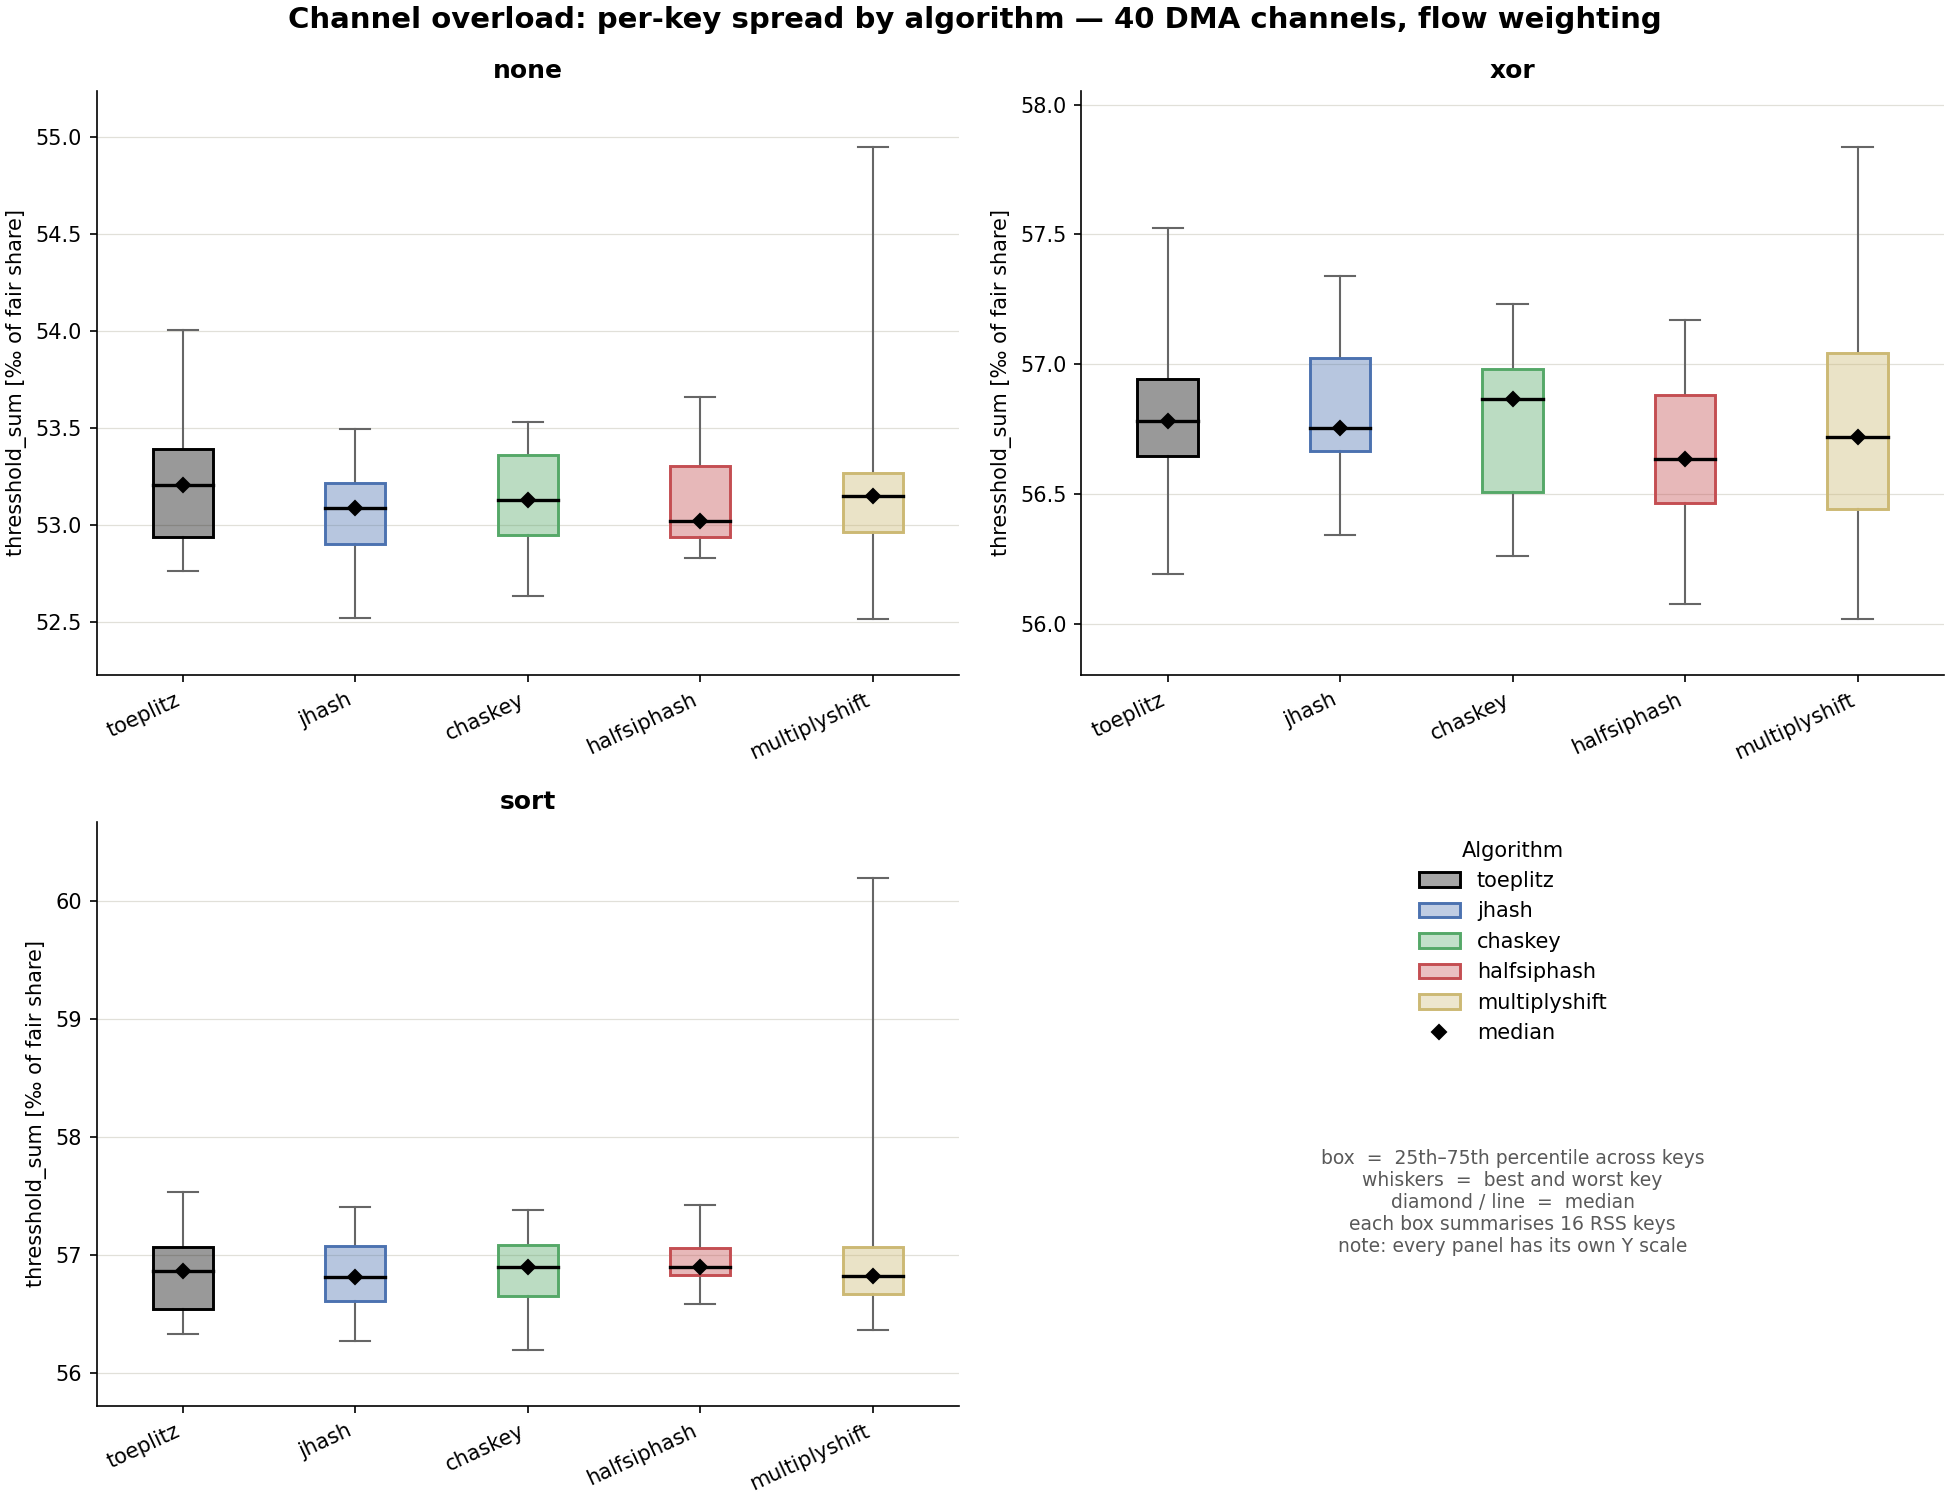 Channel overload: per-key spread by algorithm — 40 DMA channels, flow weighting
none
thresshold_sum [‰ of fair share]
55.0
54.5
54.0
53.5
53.0
52.5
toeplitz
jhash
chaskey
halfsiphash
multiplyshift
xor
thresshold_sum [‰ of fair share]
58.0
57.5
57.0
56.5
56.0
toeplitz
jhash
chaskey
halfsiphash
multiplyshift
sort
thresshold_sum [‰ of fair share]
60
59
58
57
56
toeplitz
jhash
chaskey
halfsiphash
multiplyshift
Algorithm
toeplitz
jhash
chaskey
halfsiphash
multiplyshift
median
box = 25th–75th percentile across keys
whiskers = best and worst key
diamond / line = median
each box summarises 16 RSS keys
note: every panel has its own Y scale